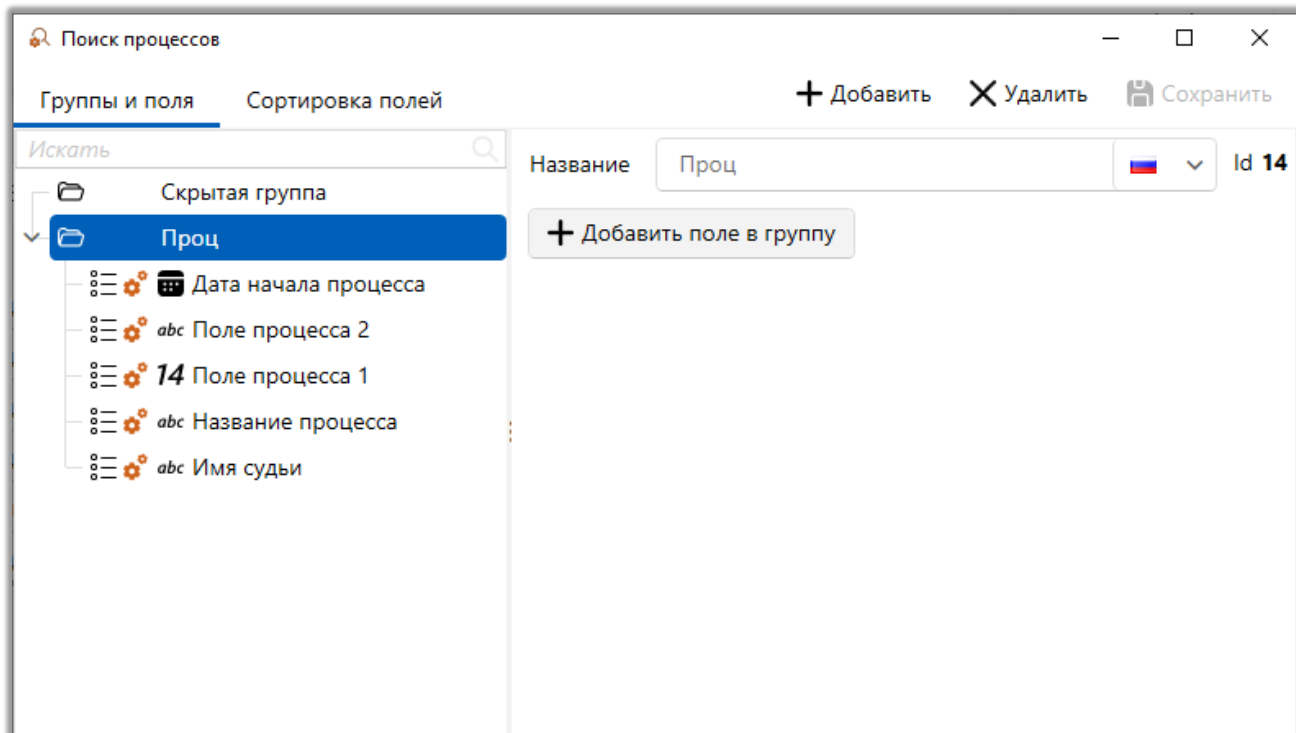 Поиск процессов
Группы и поля Сортировка полей Добавить Удалить Сохранить
Искать
Название Проц Id 14
Скрытая группа
Проц
Добавить поле в группу
Дата начала процесса
abc Поле процесса 2
14 Поле процесса 1
abc Название процесса
abc Имя судьи